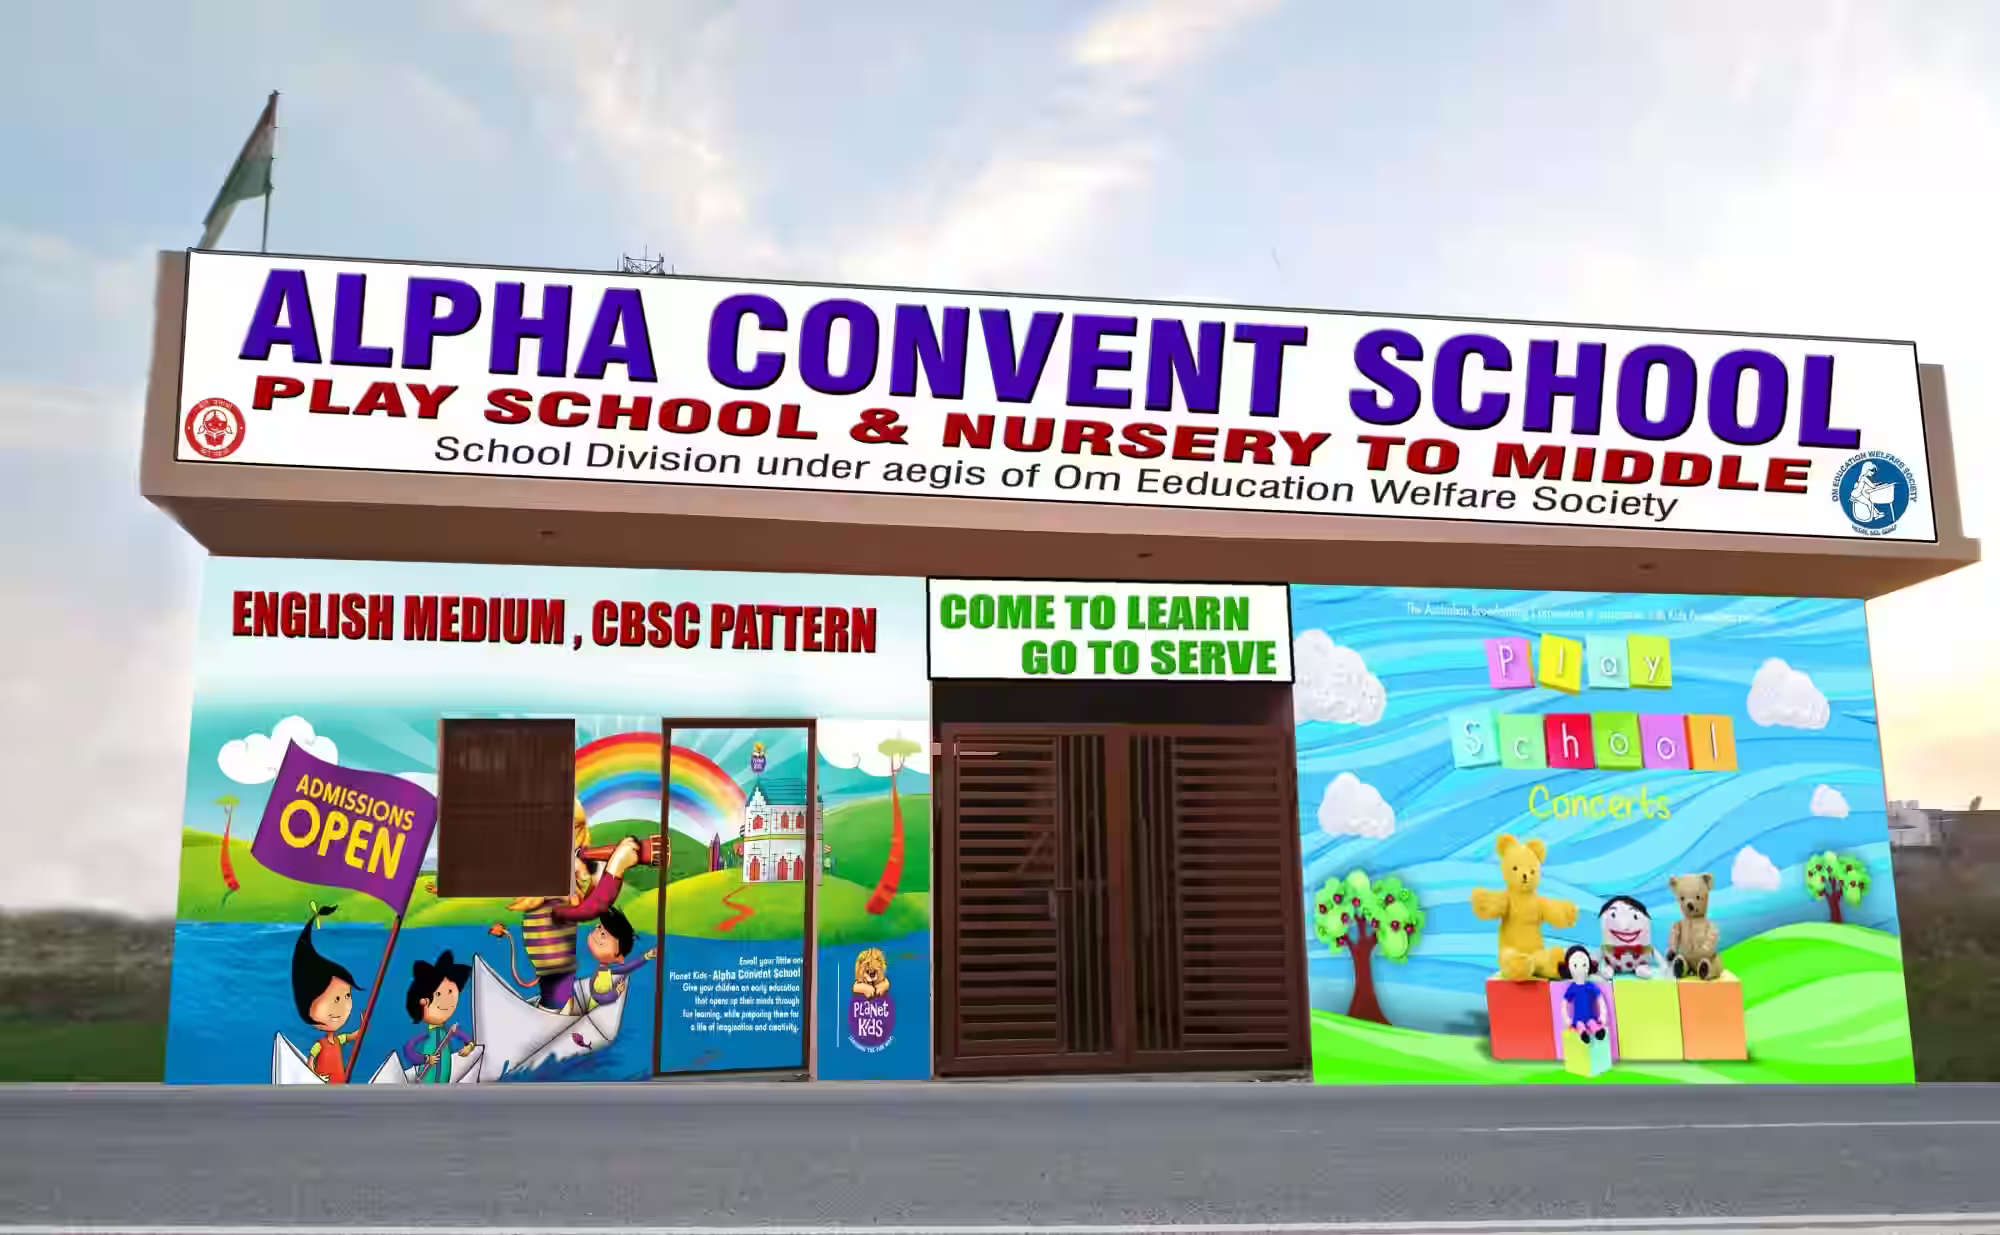 ALPHA CONVENT SCHOOL
PLAY SCHOOL & NURSERY TO MIDDLE
School Division under aegis of Om Eeducation Welfare Society
OM EDUCATION WELFARE SOCIETY
ENGLISH MEDIUM , CBSC PATTERN
COME TO LEARN
GO TO SERVE
ADMISSIONS
OPEN
Enroll your little one
Planet Kids - Alpha Convent School
Give your children an early education
that opens up their minds through
fun learning, while preparing them for
a life of imagination and creativity.
PLaNet
KiDs
The Australian Broadcasting Corporation
Play
School
Concerts